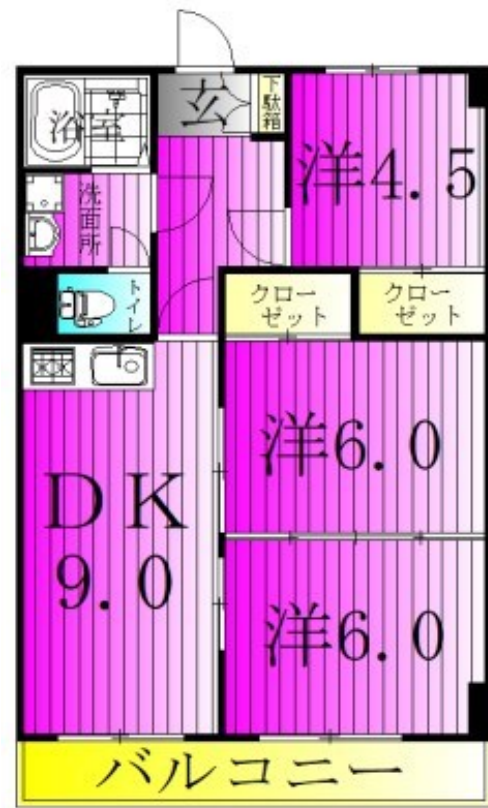 玄
下駄箱
浴室
洋4.5
洗面所
トイレ
クロー
ゼット
クロー
ゼット
洋6.0
DK
9.0
洋6.0
バルコニー